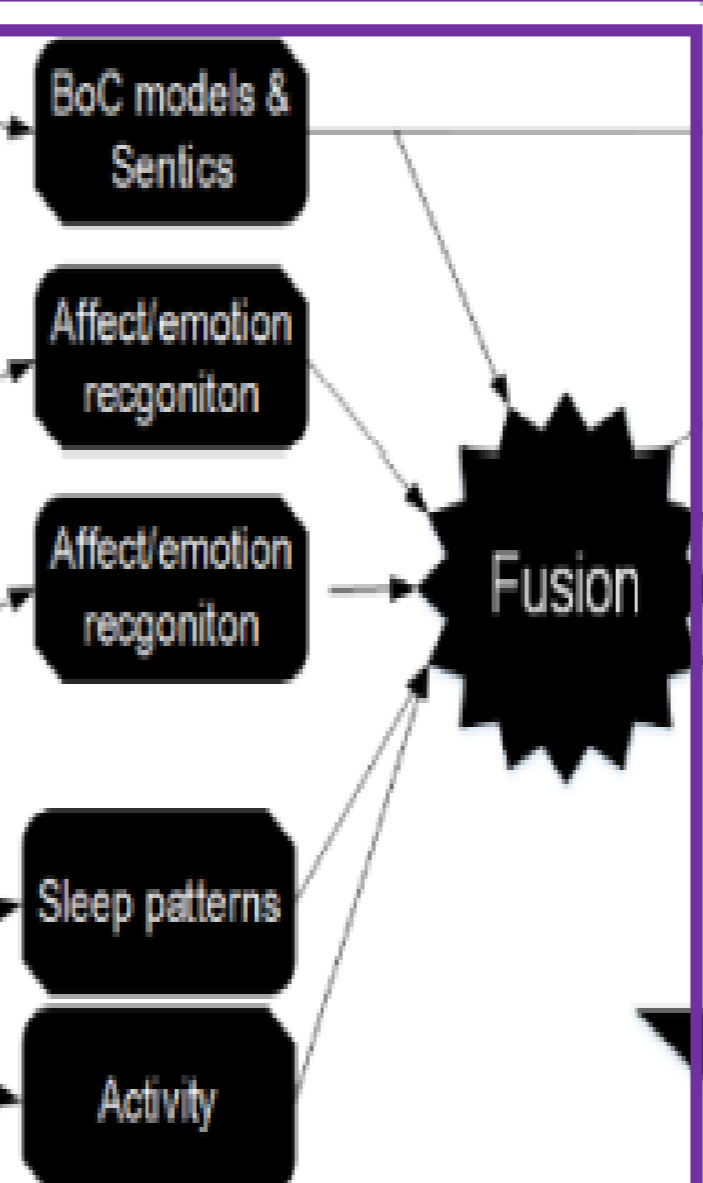 BoC models &
Sentics
Affect/emotion
recgoniton
Affect/emotion
recgoniton
Fusion
Sleep patterns
Activity